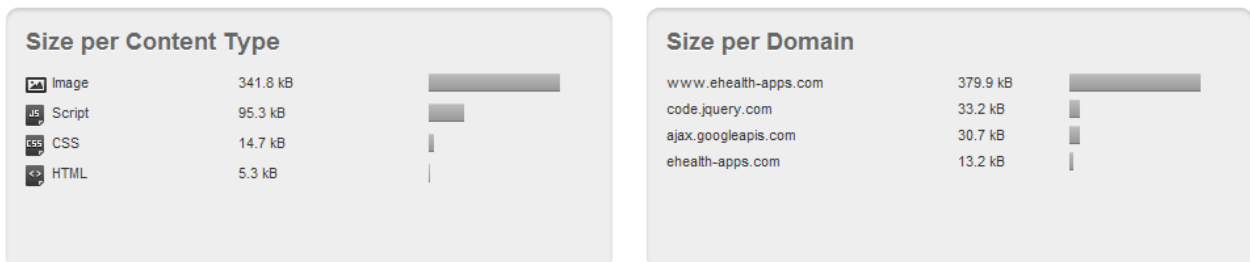 Size per Content Type
Image 341.8 kB
JS Script 95.3 kB
CSS CSS 14.7 kB
<> HTML 5.3 kB
Size per Domain
www.ehealth-apps.com 379.9 kB
code.jquery.com 33.2 kB
ajax.googleapis.com 30.7 kB
ehealth-apps.com 13.2 kB